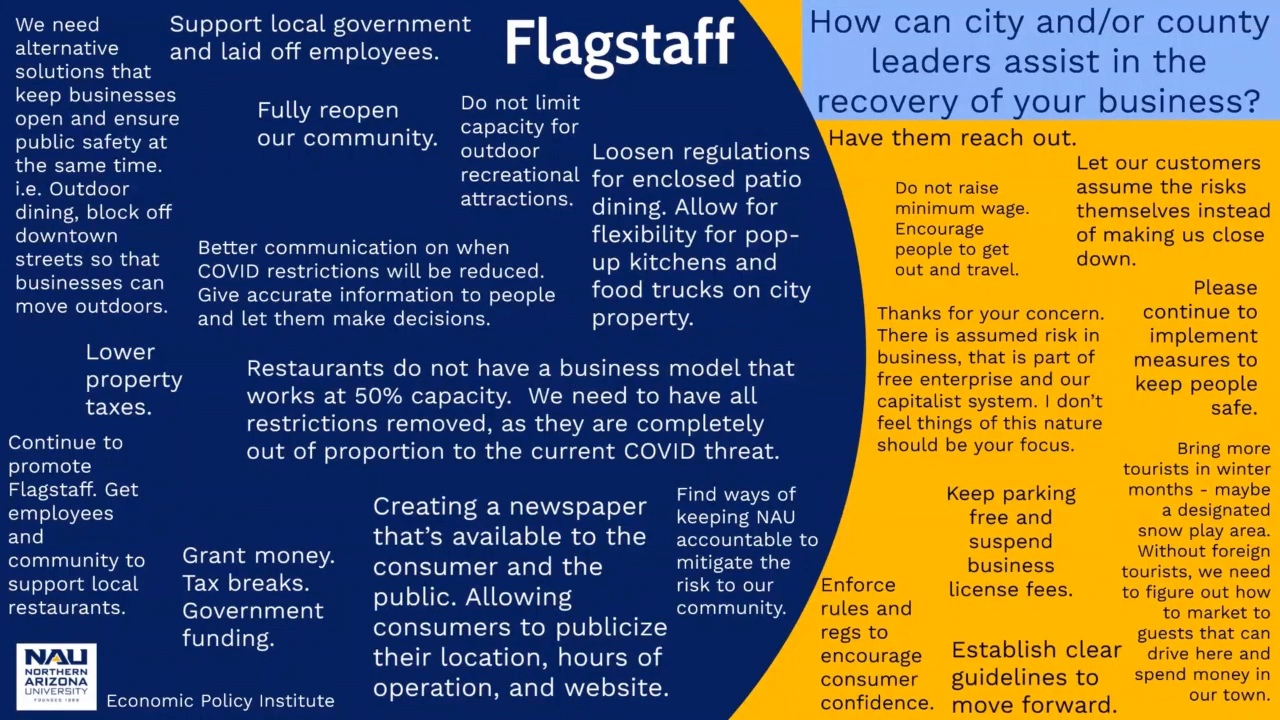 Flagstaff
How can city and/or county
leaders assist in the
recovery of your business?
We need
alternative
solutions that
keep businesses
open and ensure
public safety at
the same time.
i.e. Outdoor
dining, block off
downtown
streets so that
businesses can
move outdoors.
Support local government
and laid off employees.
Fully reopen
our community.
Do not limit
capacity for
outdoor
recreational
attractions.
Loosen regulations
for enclosed patio
dining. Allow for
flexibility for pop-
up kitchens and
food trucks on city
property.
Better communication on when
COVID restrictions will be reduced.
Give accurate information to people
and let them make decisions.
Lower
property
taxes.
Restaurants do not have a business model that
works at 50% capacity. We need to have all
restrictions removed, as they are completely
out of proportion to the current COVID threat.
Continue to
promote
Flagstaff. Get
employees
and
community to
support local
restaurants.
Grant money.
Tax breaks.
Government
funding.
Creating a newspaper
that's available to the
consumer and the
public. Allowing
consumers to publicize
their location, hours of
operation, and website.
Find ways of
keeping NAU
accountable to
mitigate the
risk to our
community.
Have them reach out.
Do not raise
minimum wage.
Encourage
people to get
out and travel.
Let our customers
assume the risks
themselves instead
of making us close
down.
Thanks for your concern.
There is assumed risk in
business, that is part of
free enterprise and our
capitalist system. I don't
feel things of this nature
should be your focus.
Please
continue to
implement
measures to
keep people
safe.
Keep parking
free and
suspend
business
license fees.
Bring more
tourists in winter
months - maybe
a designated
snow play area.
Without foreign
tourists, we need
to figure out how
to market to
guests that can
drive here and
spend money in
our town.
Enforce
rules and
regs to
encourage
consumer
confidence.
Establish clear
guidelines to
move forward.
NAU
NORTHERN
ARIZONA
UNIVERSITY
FOUNDED 1899
Economic Policy Institute